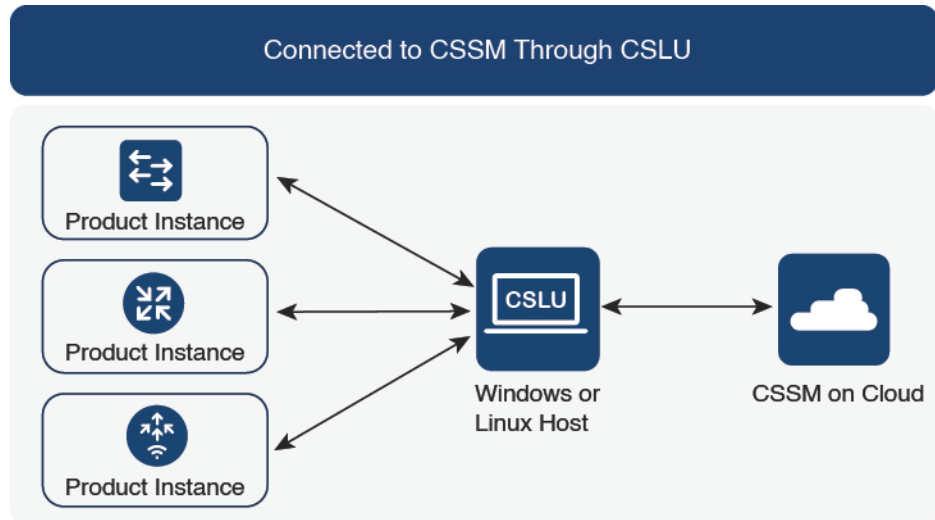 Connected to CSSM Through CSLU
Product Instance
Product Instance
Product Instance
CSLU
Windows or
Linux Host
CSSM on Cloud